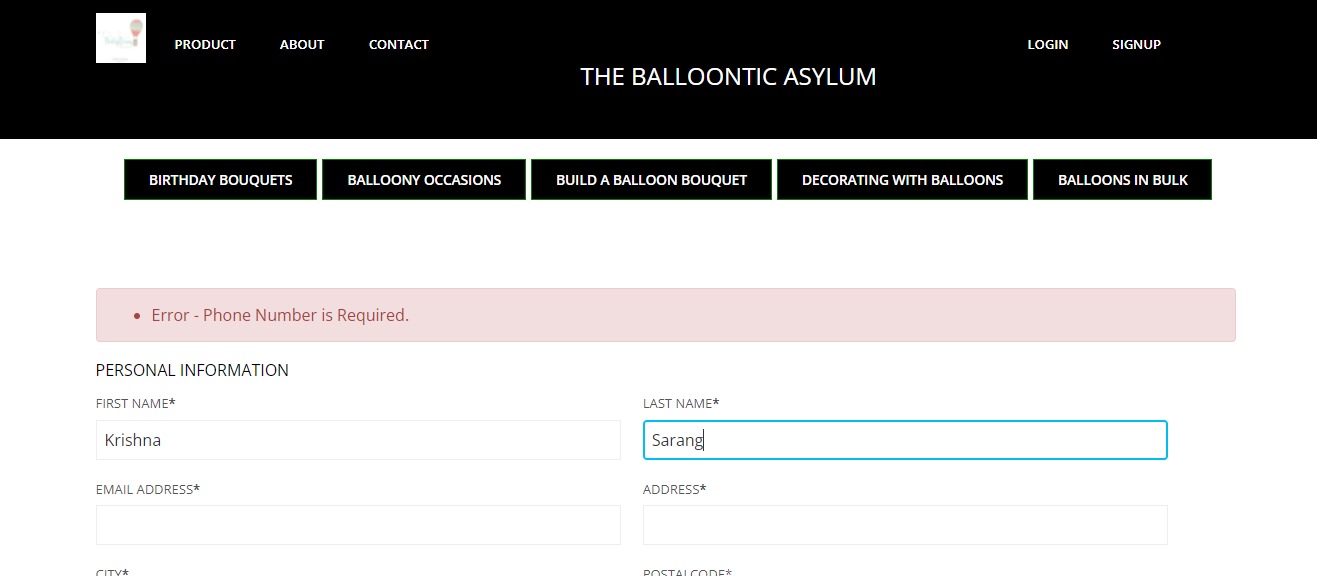 PRODUCT ABOUT CONTACT LOGIN SIGNUP
THE BALLOONTIC ASYLUM
BIRTHDAY BOUQUETS BALLOONY OCCASIONS BUILD A BALLOON BOUQUET DECORATING WITH BALLOONS BALLOONS IN BULK
• Error - Phone Number is Required.
PERSONAL INFORMATION
FIRST NAME* LAST NAME*
Krishna Sarang
EMAIL ADDRESS* ADDRESS*
CITY* POSTALCODE*